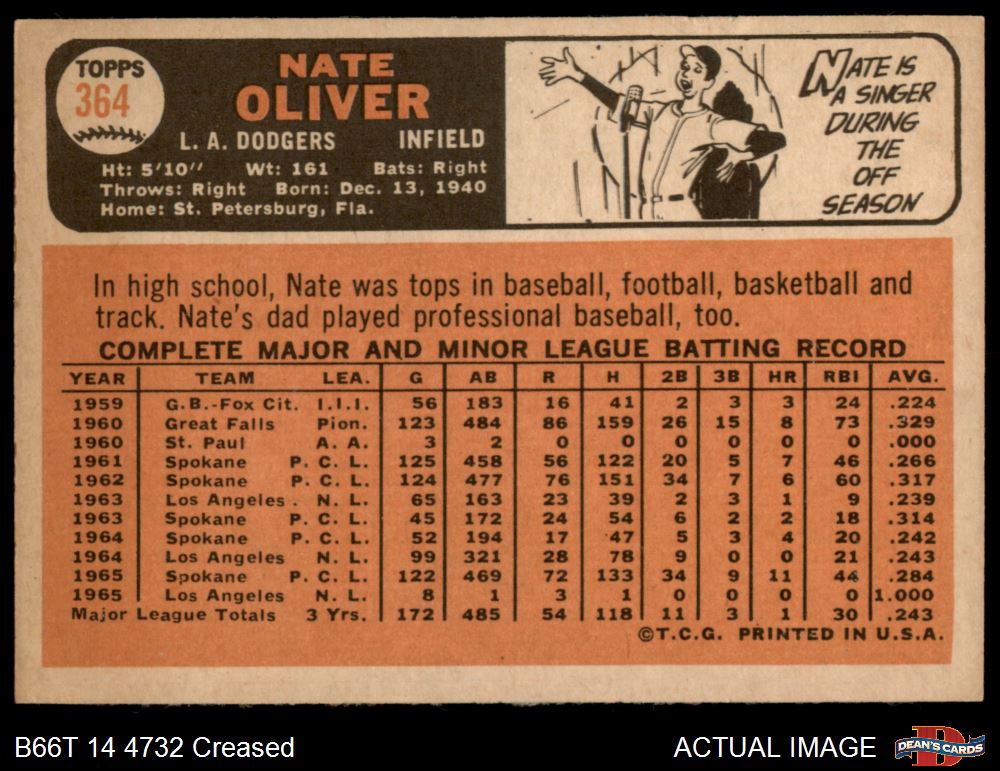 TOPPS
364
NATE
OLIVER
L. A. DODGERS INFIELD
Ht: 5'10" Wt: 161 Bats: Right
Throws: Right Born: Dec. 13, 1940
Home: St. Petersburg, Fla.
NATE IS
A SINGER
DURING
THE
OFF
SEASON
In high school, Nate was tops in baseball, football, basketball and
track. Nate's dad played professional baseball, too.
COMPLETE MAJOR AND MINOR LEAGUE BATTING RECORD
YEAR TEAM LEA. G AB R H 2B 3B HR RBI AVG.
1959 G.B.-Fox Cit. I.I.I. 56 183 16 41 2 3 3 24 .224
1960 Great Falls Pion. 123 484 86 159 26 15 8 73 .329
1960 St. Paul A. A. 3 2 0 0 0 0 0 0 .000
1961 Spokane P. C. L. 125 458 56 122 20 5 7 46 .266
1962 Spokane P. C. L. 124 477 76 151 34 7 6 60 .317
1963 Los Angeles . N. L. 65 163 23 39 2 3 1 9 .239
1963 Spokane P. C. L. 45 172 24 54 6 2 2 18 .314
1964 Spokane P. C. L. 52 194 17 47 5 3 4 20 .242
1964 Los Angeles N. L. 99 321 28 78 9 0 0 21 .243
1965 Spokane P. C. L. 122 469 72 133 34 9 11 44 .284
1965 Los Angeles N. L. 8 1 3 1 0 0 0 0 1.000
Major League Totals 3 Yrs. 172 485 54 118 11 3 1 30 .243
©T.C.G. PRINTED IN U.S.A.
B66T 14 4732 Creased ACTUAL IMAGE
DEAN'S CARDS